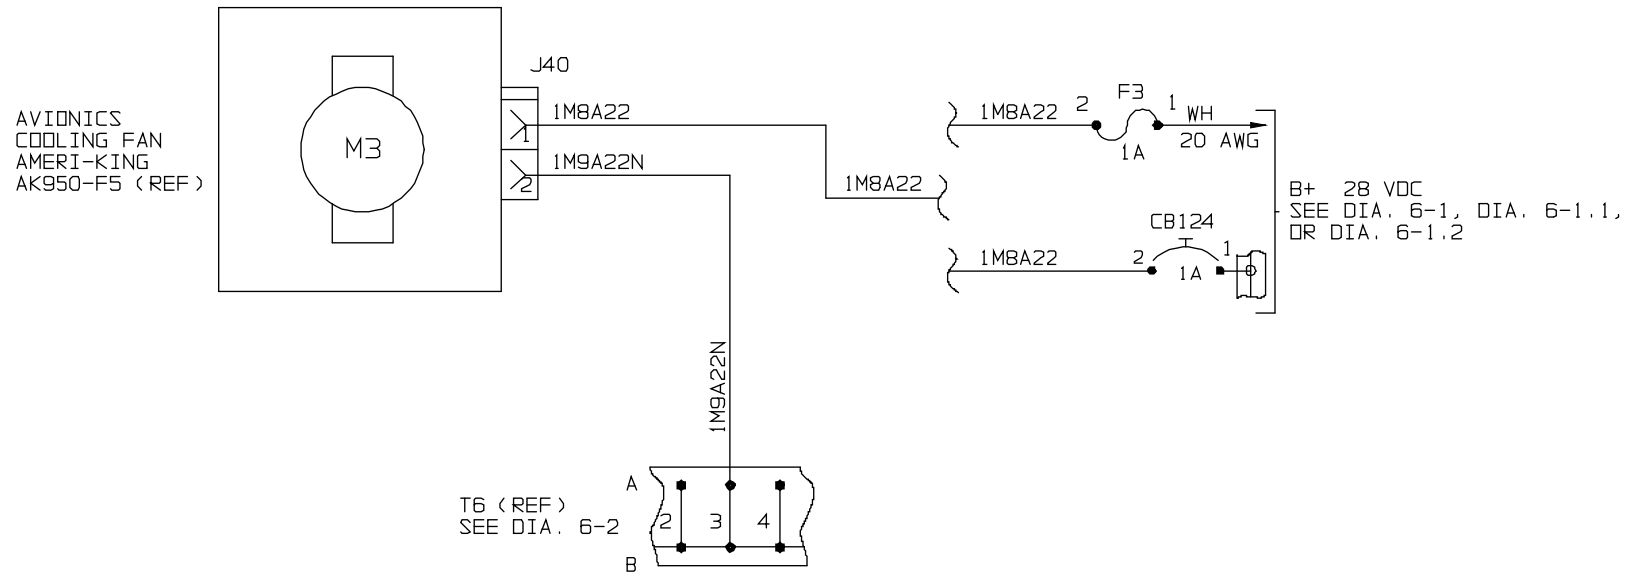 AVIONICS
COOLING FAN
AMERI-KING
AK950-F5 (REF)
M3
J40
1
2
1M8A22
1M9A22N
1M8A22
1M8A22
2
F3
1
1A
WH
20 AWG
1M8A22
2
CB124
1
1A
B+ 28 VDC
SEE DIA. 6-1, DIA. 6-1.1,
OR DIA. 6-1.2
1M9A22N
T6 (REF)
SEE DIA. 6-2
A
B
2
3
4